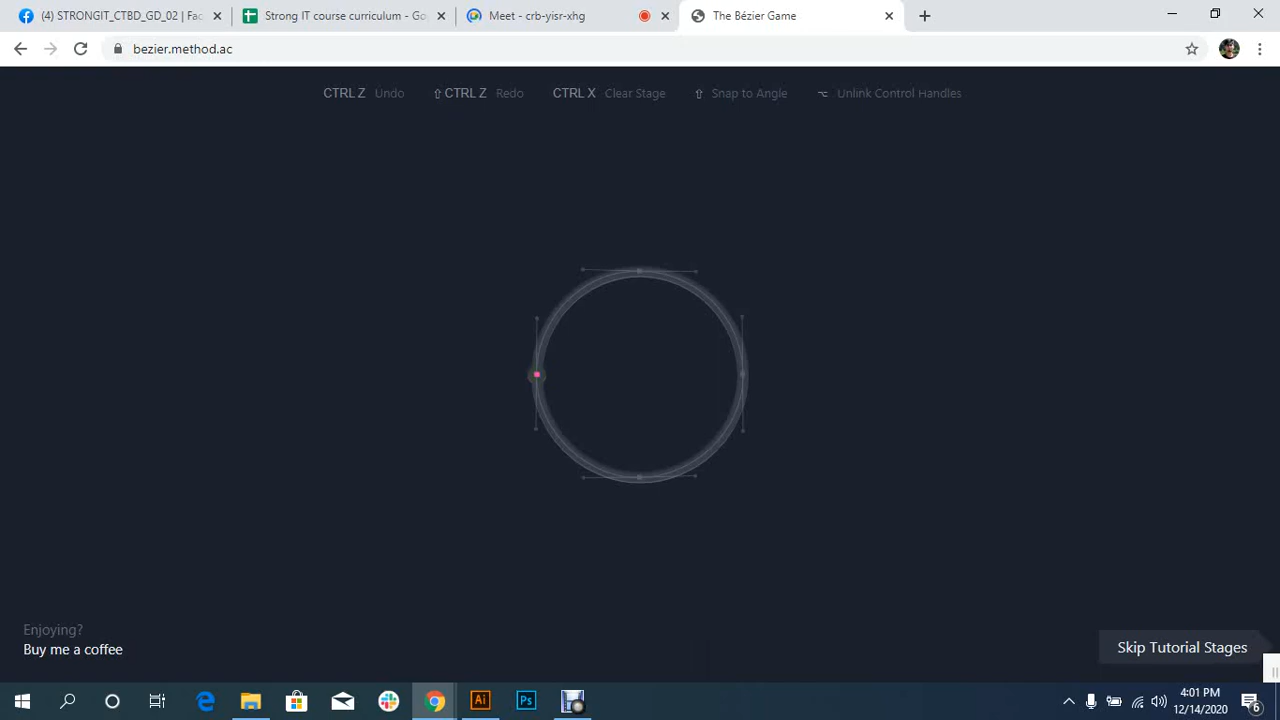 (4) STRONGIT_CTBD_GD_02 | Fac
Strong IT course curriculum - Go
Meet - crb-yisr-xhg
The Bézier Game
bezier.method.ac
CTRL Z Undo
⇧ CTRL Z Redo
CTRL X Clear Stage
⇧ Snap to Angle
⌥ Unlink Control Handles
Enjoying?
Buy me a coffee
Skip Tutorial Stages
Ai
Ps
6:01 PM
12/14/2020
6